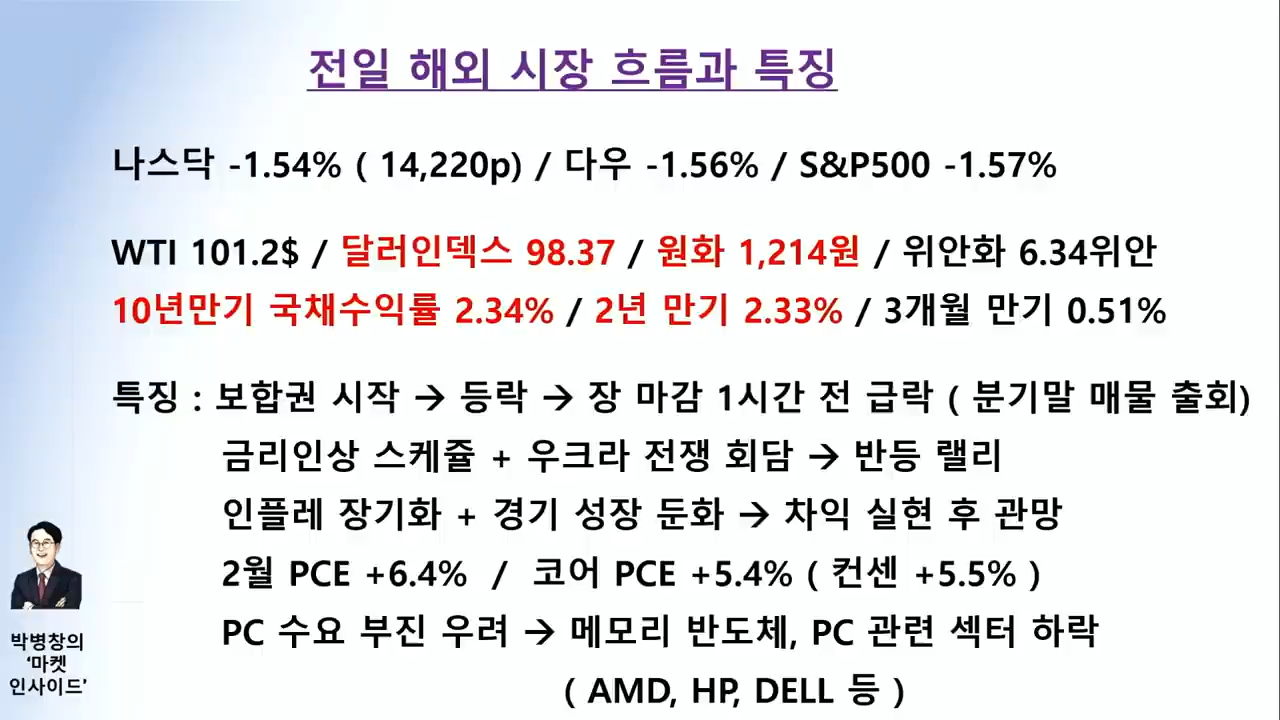 전일 해외 시장 흐름과 특징
나스닥 -1.54% ( 14,220p) / 다우 -1.56% / S&P500 -1.57%
WTI 101.2$ / 달러인덱스 98.37 / 원화 1,214원 / 위안화 6.34위안
10년만기 국채수익률 2.34% / 2년 만기 2.33% / 3개월 만기 0.51%
특징 : 보합권 시작 → 등락 → 장 마감 1시간 전 급락 ( 분기말 매물 출회)
금리인상 스케쥴 + 우크라 전쟁 회담 → 반등 랠리
인플레 장기화 + 경기 성장 둔화 → 차익 실현 후 관망
2월 PCE +6.4% / 코어 PCE +5.4% ( 컨센 +5.5% )
PC 수요 부진 우려 → 메모리 반도체, PC 관련 섹터 하락
( AMD, HP, DELL 등 )
박병창의
‘마켓
인사이드’